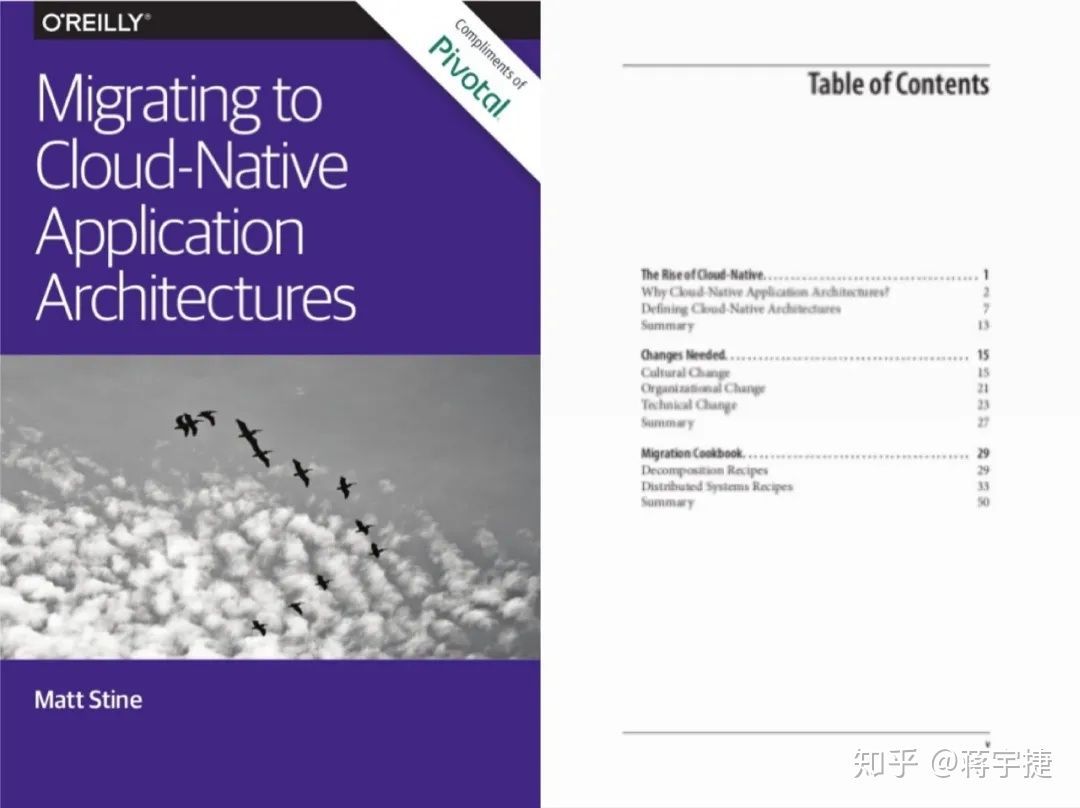 O'REILLY®
Compliments of
Pivotal
Migrating to
Cloud-Native
Application
Architectures
Matt Stine
Table of Contents
The Rise of Cloud-Native. . . . . . . . . . . . . . . . . . . . . . . . . . . . . . . . . . . . . . . . 1
Why Cloud-Native Application Architectures? 2
Defining Cloud-Native Architectures 7
Summary 13
Changes Needed. . . . . . . . . . . . . . . . . . . . . . . . . . . . . . . . . . . . . . . . . . . . 15
Cultural Change 15
Organizational Change 21
Technical Change 23
Summary 27
Migration Cookbook. . . . . . . . . . . . . . . . . . . . . . . . . . . . . . . . . . . . . . . . . 29
Decomposition Recipes 29
Distributed Systems Recipes 33
Summary 50
v
知乎 @蒋宇捷